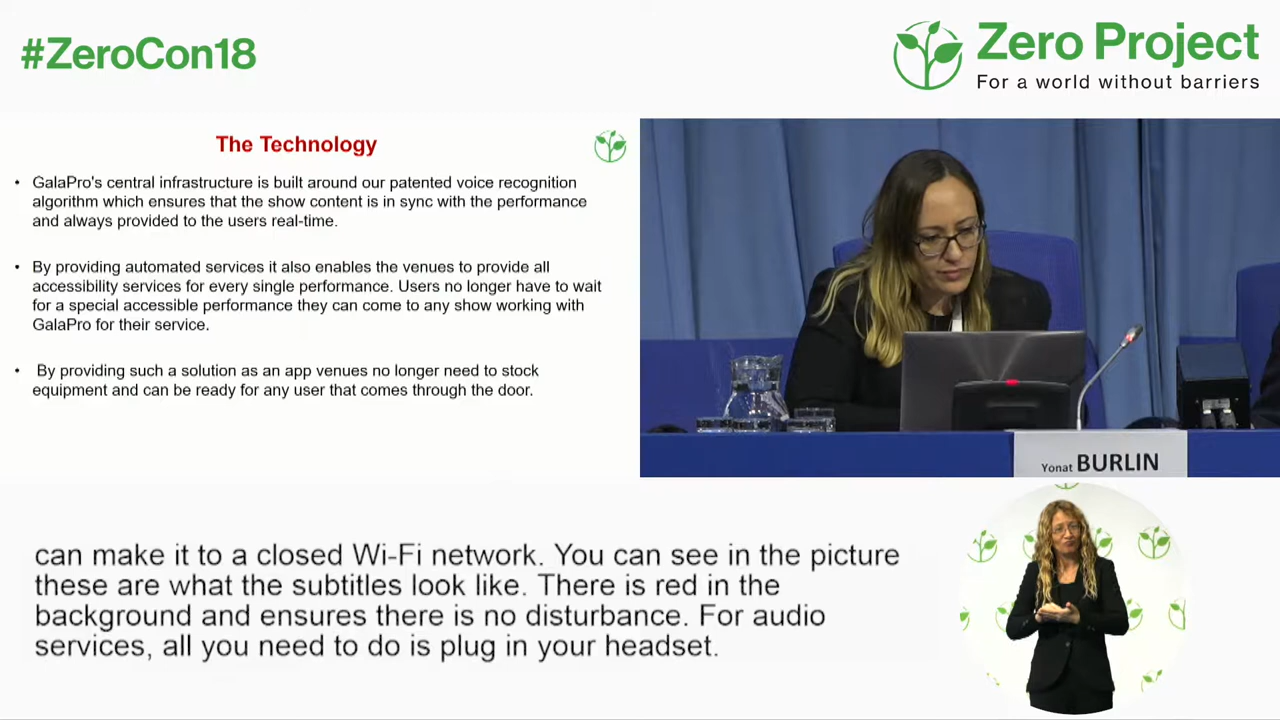 #ZeroCon18
Zero Project
For a world without barriers
The Technology
• GalaPro's central infrastructure is built around our patented voice recognition
algorithm which ensures that the show content is in sync with the performance
and always provided to the users real-time.
• By providing automated services it also enables the venues to provide all
accessibility services for every single performance. Users no longer have to wait
for a special accessible performance they can come to any show working with
GalaPro for their service.
• By providing such a solution as an app venues no longer need to stock
equipment and can be ready for any user that comes through the door.
Yonat BURLIN
can make it to a closed Wi-Fi network. You can see in the picture
these are what the subtitles look like. There is red in the
background and ensures there is no disturbance. For audio
services, all you need to do is plug in your headset.